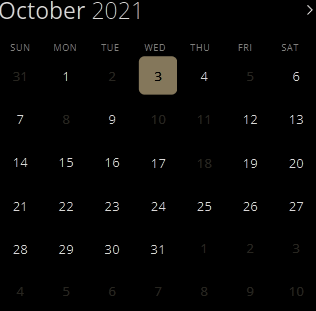 October 2021
SUN MON TUE WED THU FRI SAT
31 1 2 3 4 5 6
7 8 9 10 11 12 13
14 15 16 17 18 19 20
21 22 23 24 25 26 27
28 29 30 31 1 2 3
4 5 6 7 8 9 10